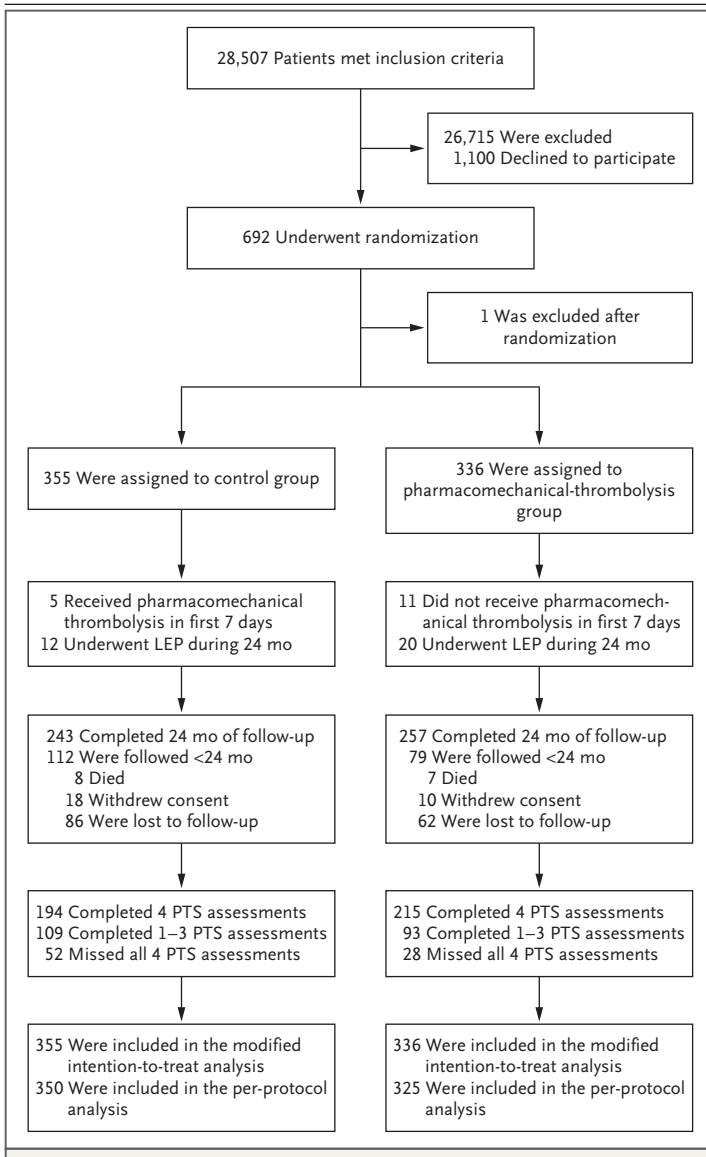 28,507 Patients met inclusion criteria
26,715 Were excluded
1,100 Declined to participate
692 Underwent randomization
1 Was excluded after
randomization
355 Were assigned to control group
336 Were assigned to
pharmacomechanical-thrombolysis
group
5 Received pharmacomechanical
thrombolysis in first 7 days
12 Underwent LEP during 24 mo
11 Did not receive pharmacomech-
anical thrombolysis in first 7 days
20 Underwent LEP during 24 mo
243 Completed 24 mo of follow-up
112 Were followed <24 mo
8 Died
18 Withdrew consent
86 Were lost to follow-up
257 Completed 24 mo of follow-up
79 Were followed <24 mo
7 Died
10 Withdrew consent
62 Were lost to follow-up
194 Completed 4 PTS assessments
109 Completed 1–3 PTS assessments
52 Missed all 4 PTS assessments
215 Completed 4 PTS assessments
93 Completed 1–3 PTS assessments
28 Missed all 4 PTS assessments
355 Were included in the modified
intention-to-treat analysis
350 Were included in the per-protocol
analysis
336 Were included in the modified
intention-to-treat analysis
325 Were included in the per-protocol
analysis